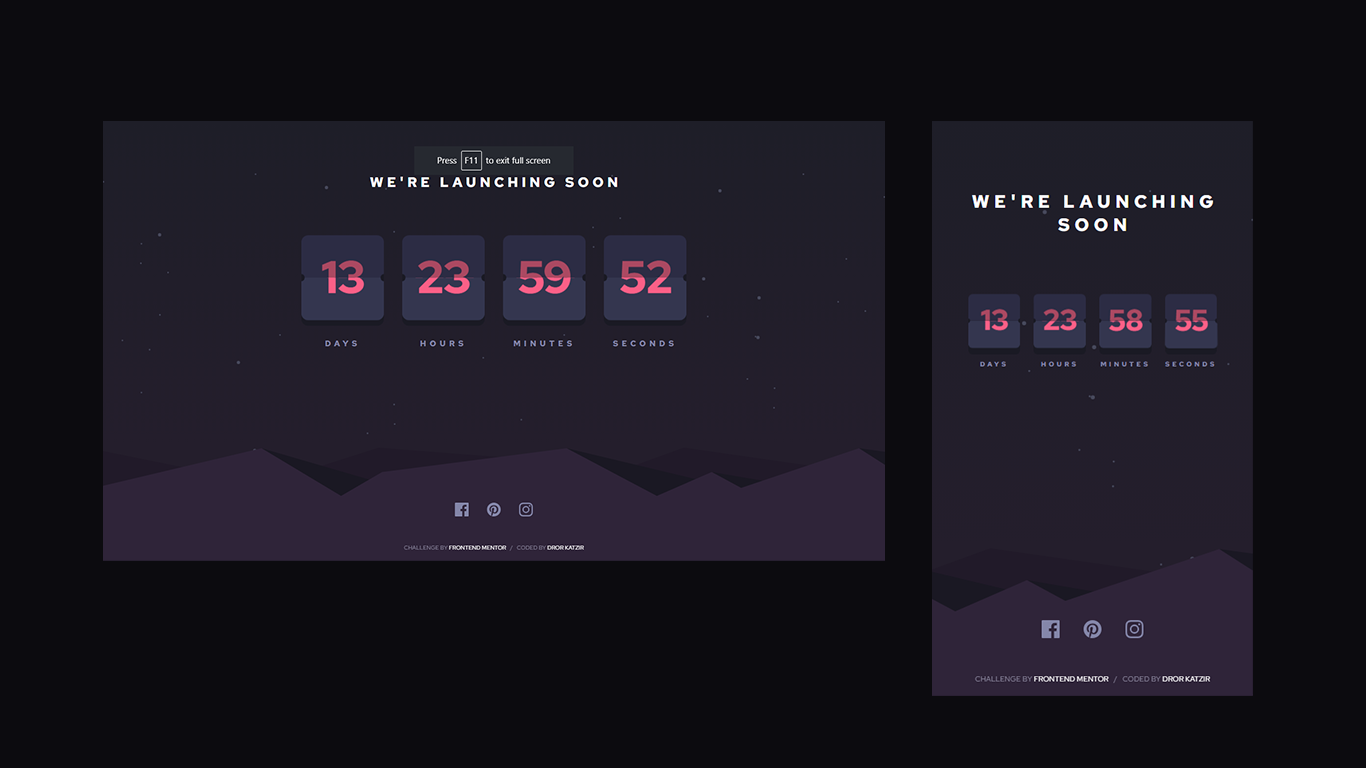 Press F11 to exit full screen
WE'RE LAUNCHING SOON
13 23 59 52
DAYS HOURS MINUTES SECONDS
CHALLENGE BY FRONTEND MENTOR / CODED BY DROR KATZIR
WE'RE LAUNCHING
SOON
13 23 58 55
DAYS HOURS MINUTES SECONDS
CHALLENGE BY FRONTEND MENTOR / CODED BY DROR KATZIR